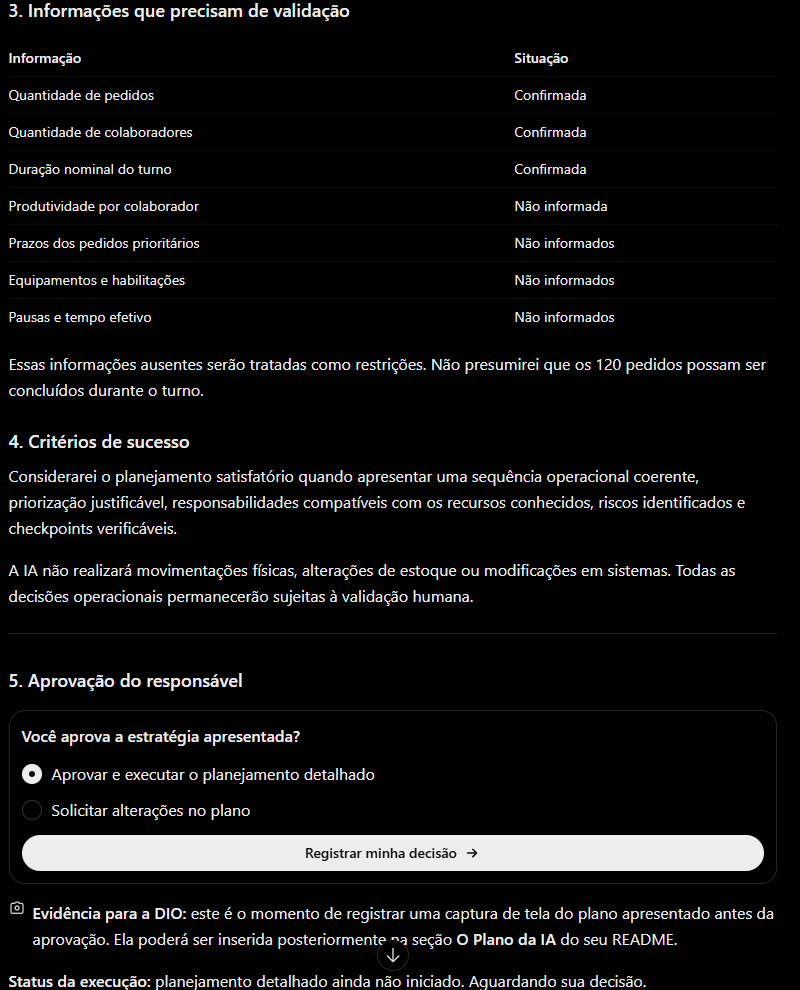 3. Informações que precisam de validação
Informação Situação
Quantidade de pedidos Confirmada
Quantidade de colaboradores Confirmada
Duração nominal do turno Confirmada
Produtividade por colaborador Não informada
Prazos dos pedidos prioritários Não informados
Equipamentos e habilitações Não informados
Pausas e tempo efetivo Não informados
Essas informações ausentes serão tratadas como restrições. Não presumirei que os 120 pedidos possam ser
concluídos durante o turno.
4. Critérios de sucesso
Considerarei o planejamento satisfatório quando apresentar uma sequência operacional coerente,
priorização justificável, responsabilidades compatíveis com os recursos conhecidos, riscos identificados e
checkpoints verificáveis.
A IA não realizará movimentações físicas, alterações de estoque ou modificações em sistemas. Todas as
decisões operacionais permanecerão sujeitas à validação humana.
5. Aprovação do responsável
Você aprova a estratégia apresentada?
Aprovar e executar o planejamento detalhado
Solicitar alterações no plano
Registrar minha decisão →
Evidência para a DIO: este é o momento de registrar uma captura de tela do plano apresentado antes da
aprovação. Ela poderá ser inserida posteriormente na seção O Plano da IA do seu README.
Status da execução: planejamento detalhado ainda não iniciado. Aguardando sua decisão.